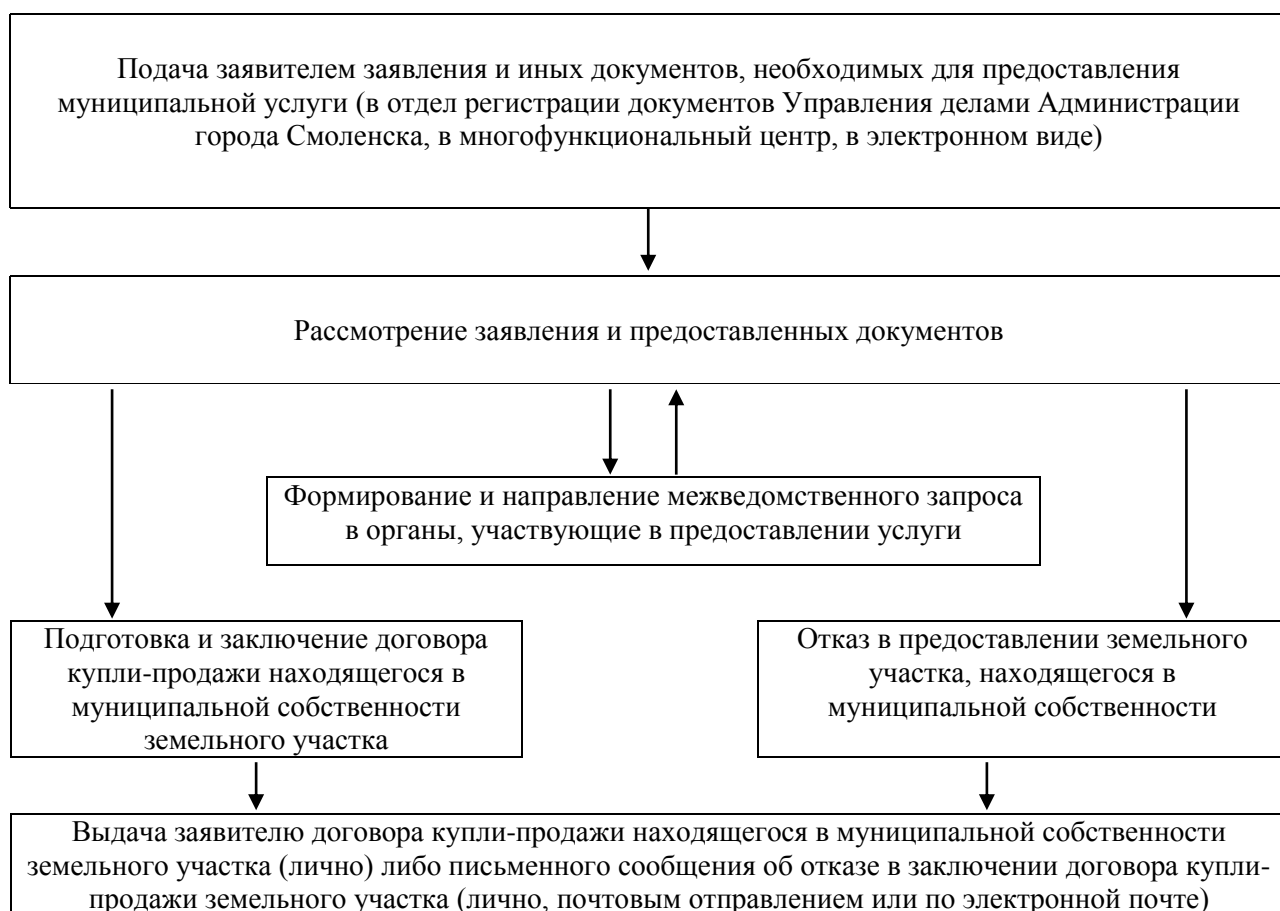 Подача заявителем заявления и иных документов, необходимых для предоставления
муниципальной услуги (в отдел регистрации документов Управления делами Администрации
города Смоленска, в многофункциональный центр, в электронном виде)
Рассмотрение заявления и предоставленных документов
Формирование и направление межведомственного запроса
в органы, участвующие в предоставлении услуги
Подготовка и заключение договора
купли-продажи находящегося в
муниципальной собственности
земельного участка
Отказ в предоставлении земельного
участка, находящегося в
муниципальной собственности
Выдача заявителю договора купли-продажи находящегося в муниципальной собственности
земельного участка (лично) либо письменного сообщения об отказе в заключении договора купли-
продажи земельного участка (лично, почтовым отправлением или по электронной почте)